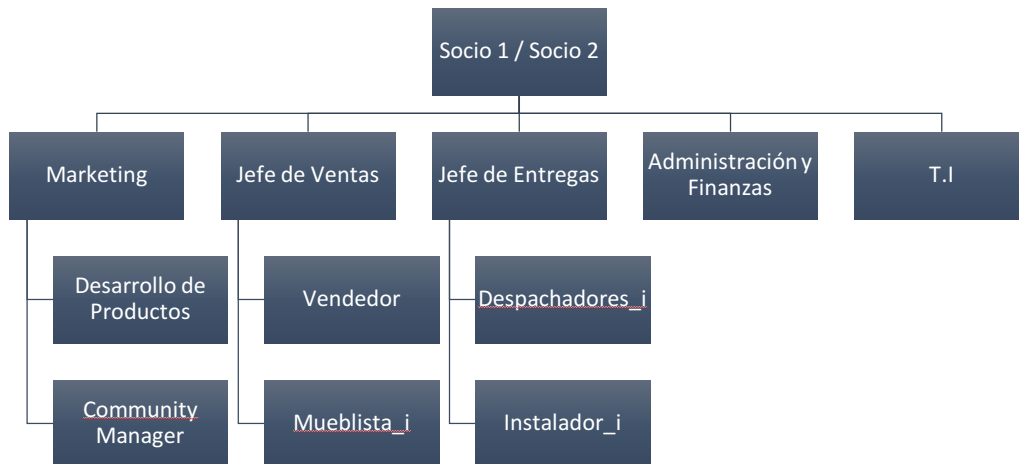 Socio 1 / Socio 2
Marketing
Jefe de Ventas
Jefe de Entregas
Administración y
Finanzas
T.I
Desarrollo de
Productos
Vendedor
Despachadores_i
Community
Manager
Mueblista_i
Instalador_i